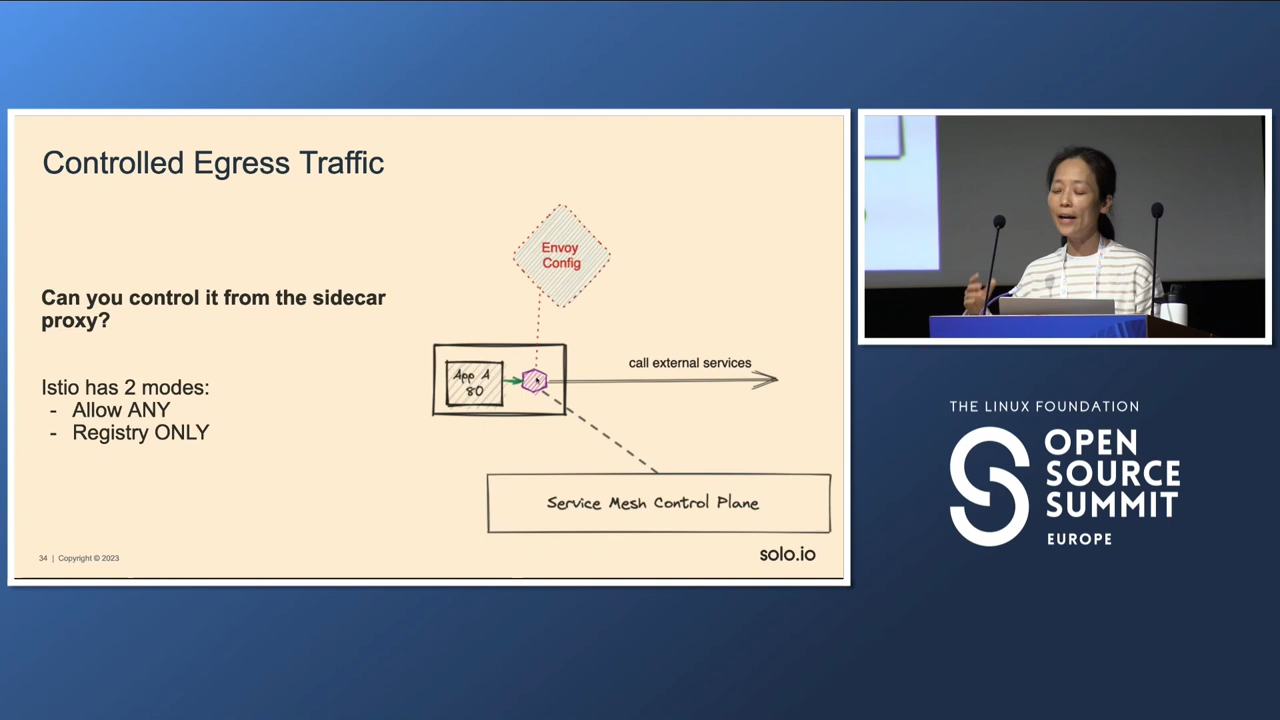 Controlled Egress Traffic
Can you control it from the sidecar
proxy?
Istio has 2 modes:
- Allow ANY
- Registry ONLY
Envoy
Config
App A
80
call external services
Service Mesh Control Plane
34 | Copyright © 2023
solo.io
THE LINUX FOUNDATION
OPEN
SOURCE
SUMMIT
EUROPE